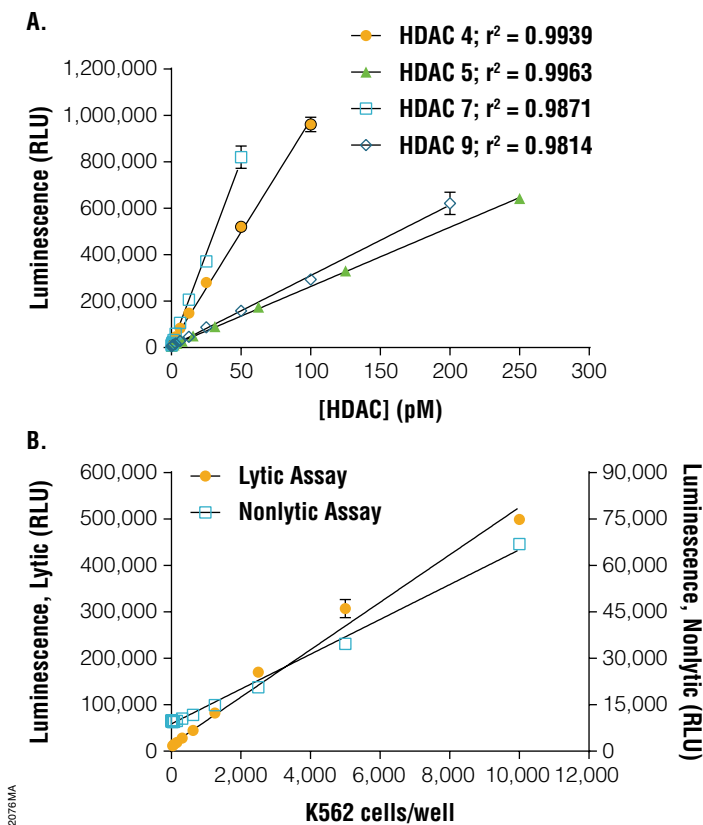 A.
HDAC 4; r² = 0.9939
HDAC 5; r² = 0.9963
HDAC 7; r² = 0.9871
HDAC 9; r² = 0.9814
Luminescence (RLU)
1,200,000
1,000,000
800,000
600,000
400,000
200,000
0
0 50 100 150 200 250 300
[HDAC] (pM)
B.
Lytic Assay
Nonlytic Assay
Luminescence, Lytic (RLU)
600,000
500,000
400,000
300,000
200,000
100,000
0
90,000
75,000
60,000
45,000
30,000
15,000
0
Luminescence, Nonlytic (RLU)
0 2,000 4,000 6,000 8,000 10,000 12,000
K562 cells/well
2076MA